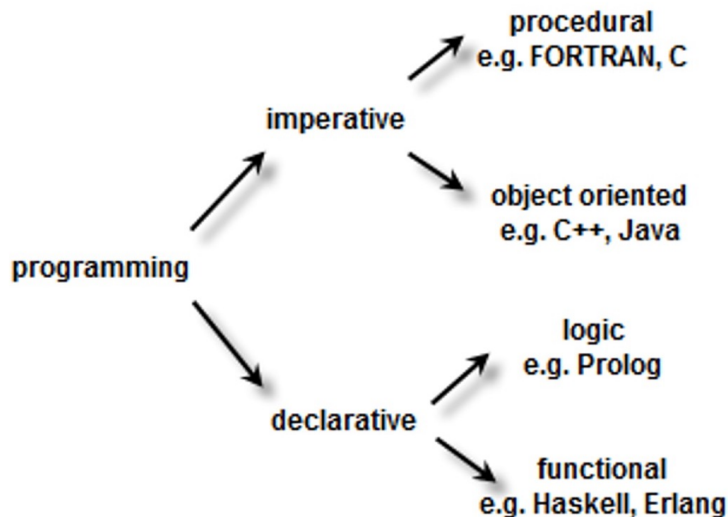 procedural
e.g. FORTRAN, C
imperative
object oriented
e.g. C++, Java
programming
logic
e.g. Prolog
declarative
functional
e.g. Haskell, Erlang